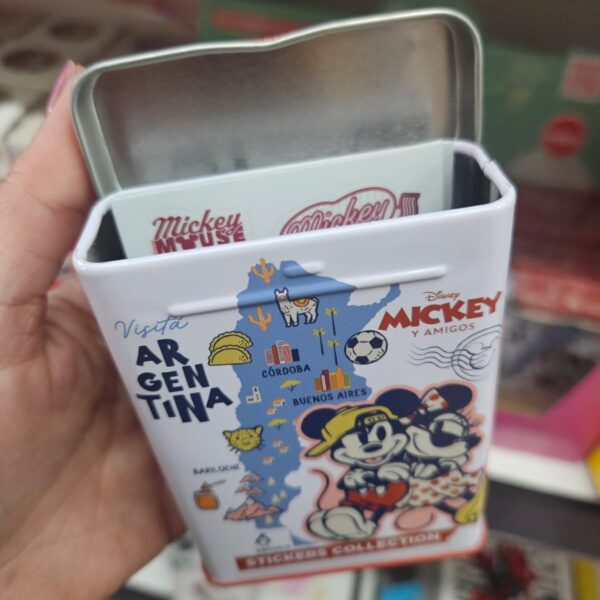 Mickey
MOUSE
Mickey
Visitá
AR
GEN
TINA
Disney
MICKEY
Y AMIGOS
CÓRDOBA
BUENOS AIRES
BARILOCHE
STICKERS COLLECTION